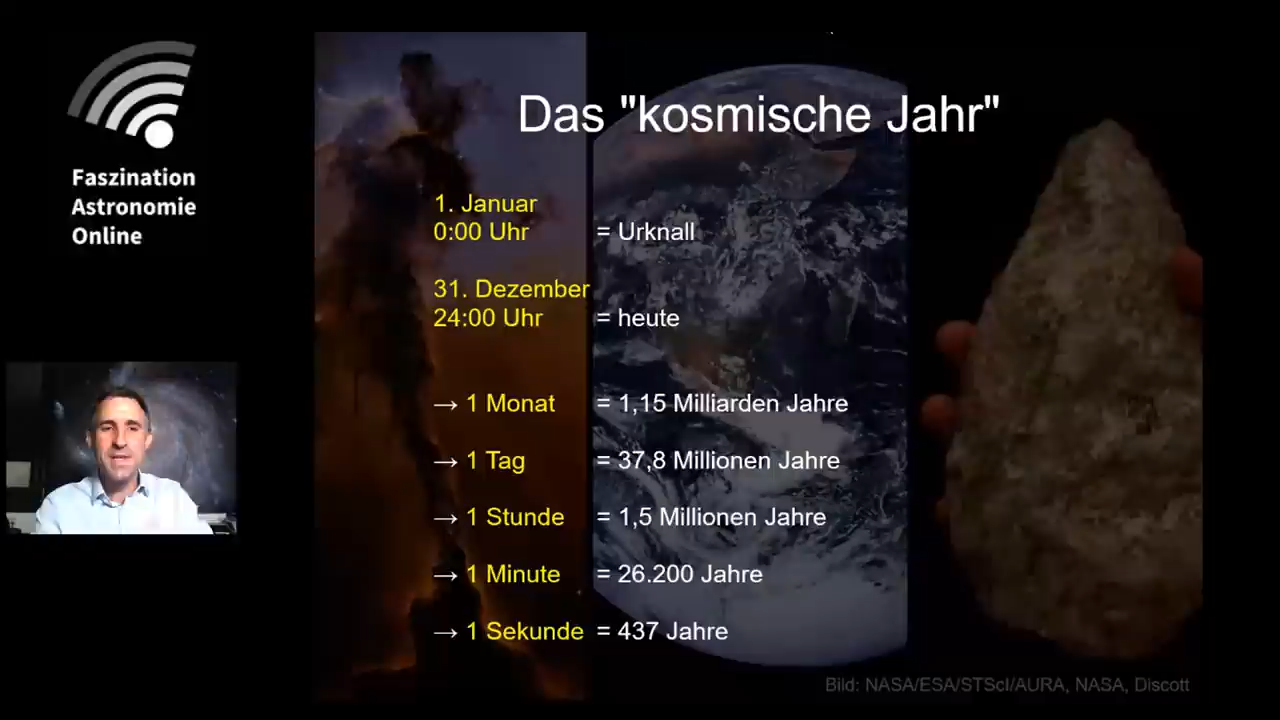 Faszination
Astronomie
Online
Das "kosmische Jahr"
1. Januar
0:00 Uhr = Urknall
31. Dezember
24:00 Uhr = heute
→ 1 Monat = 1,15 Milliarden Jahre
→ 1 Tag = 37,8 Millionen Jahre
→ 1 Stunde = 1,5 Millionen Jahre
→ 1 Minute = 26.200 Jahre
→ 1 Sekunde = 437 Jahre
Bild: NASA/ESA/STScI/AURA, NASA, Discott